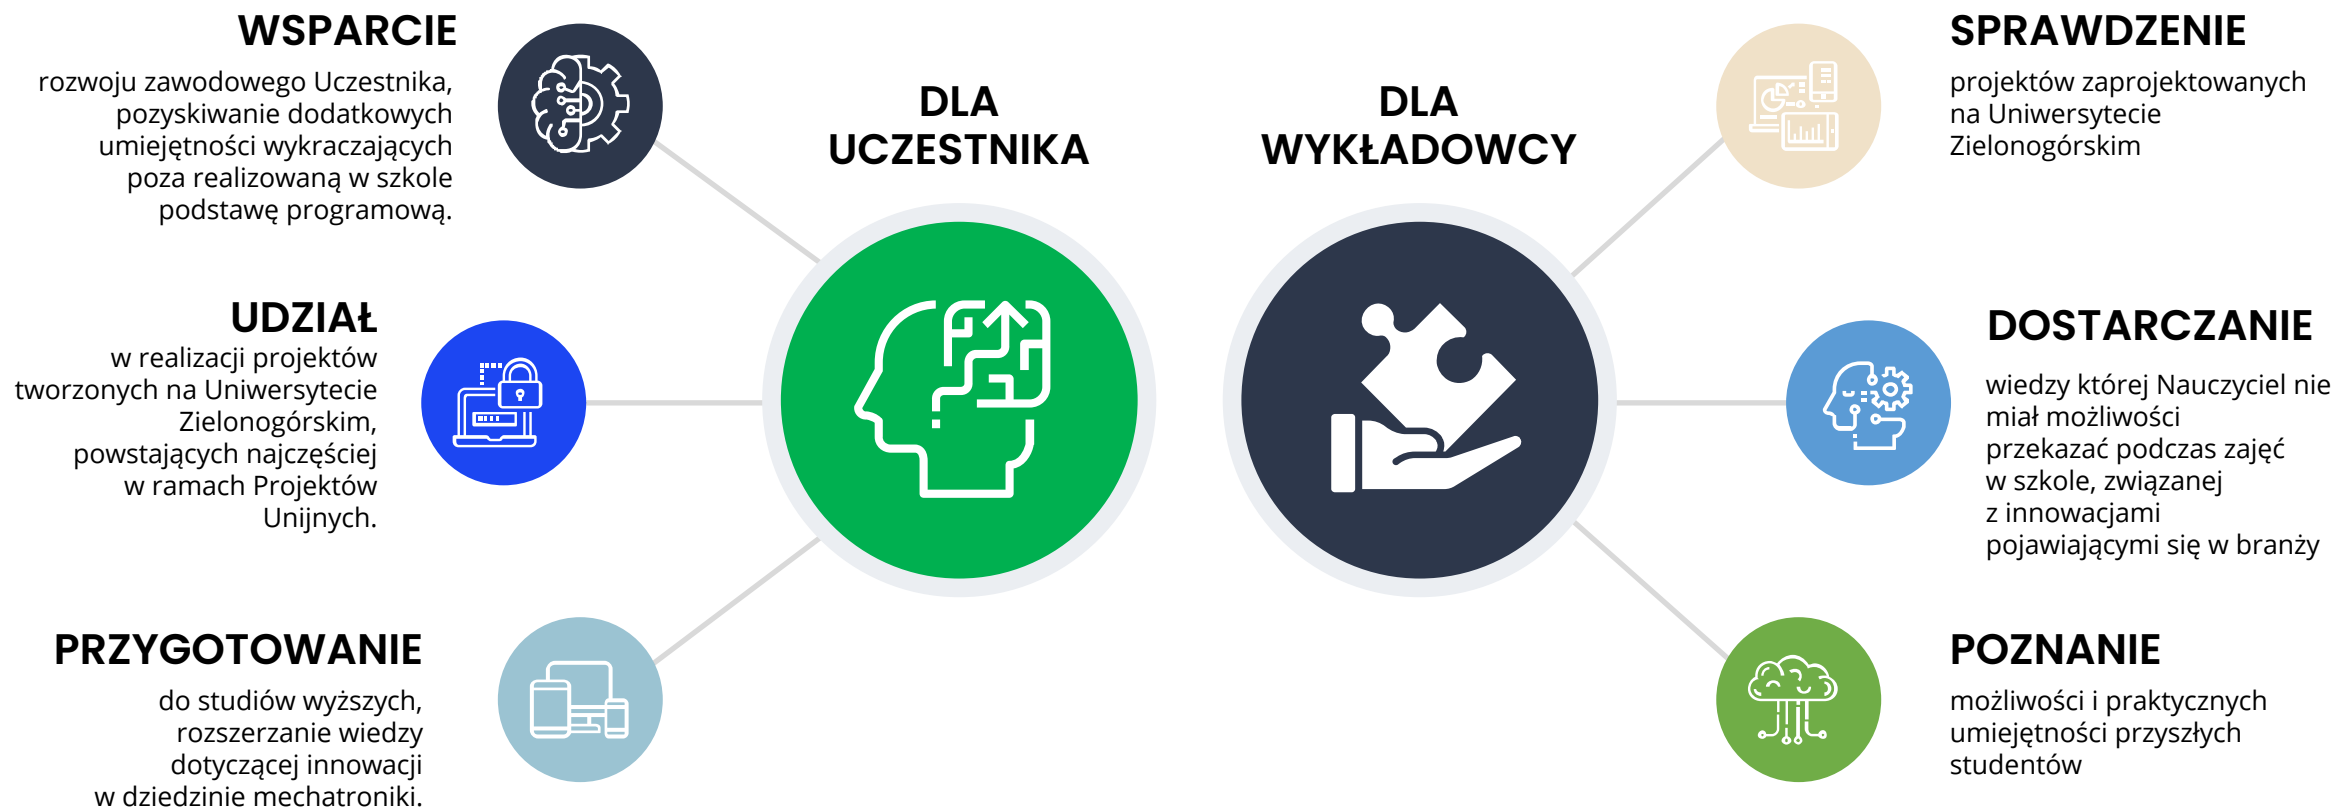 WSPARCIE
rozwoju zawodowego Uczestnika,
pozyskiwanie dodatkowych
umiejętności wykraczających
poza realizowaną w szkole
podstawę programową.
UDZIAŁ
w realizacji projektów
tworzonych na Uniwersytecie
Zielonogórskim,
powstających najczęściej
w ramach Projektów
Unijnych.
PRZYGOTOWANIE
do studiów wyższych,
rozszerzanie wiedzy
dotyczącej innowacji
w dziedzinie mechatroniki.
DLA
UCZESTNIKA
DLA
WYKŁADOWCY
SPRAWDZENIE
projektów zaprojektowanych
na Uniwersytecie
Zielonogórskim
DOSTARCZANIE
wiedzy której Nauczyciel nie
miał możliwości
przekazać podczas zajęć
w szkole, związanej
z innowacjami
pojawiającymi się w branży
POZNANIE
możliwości i praktycznych
umiejętności przyszłych
studentów